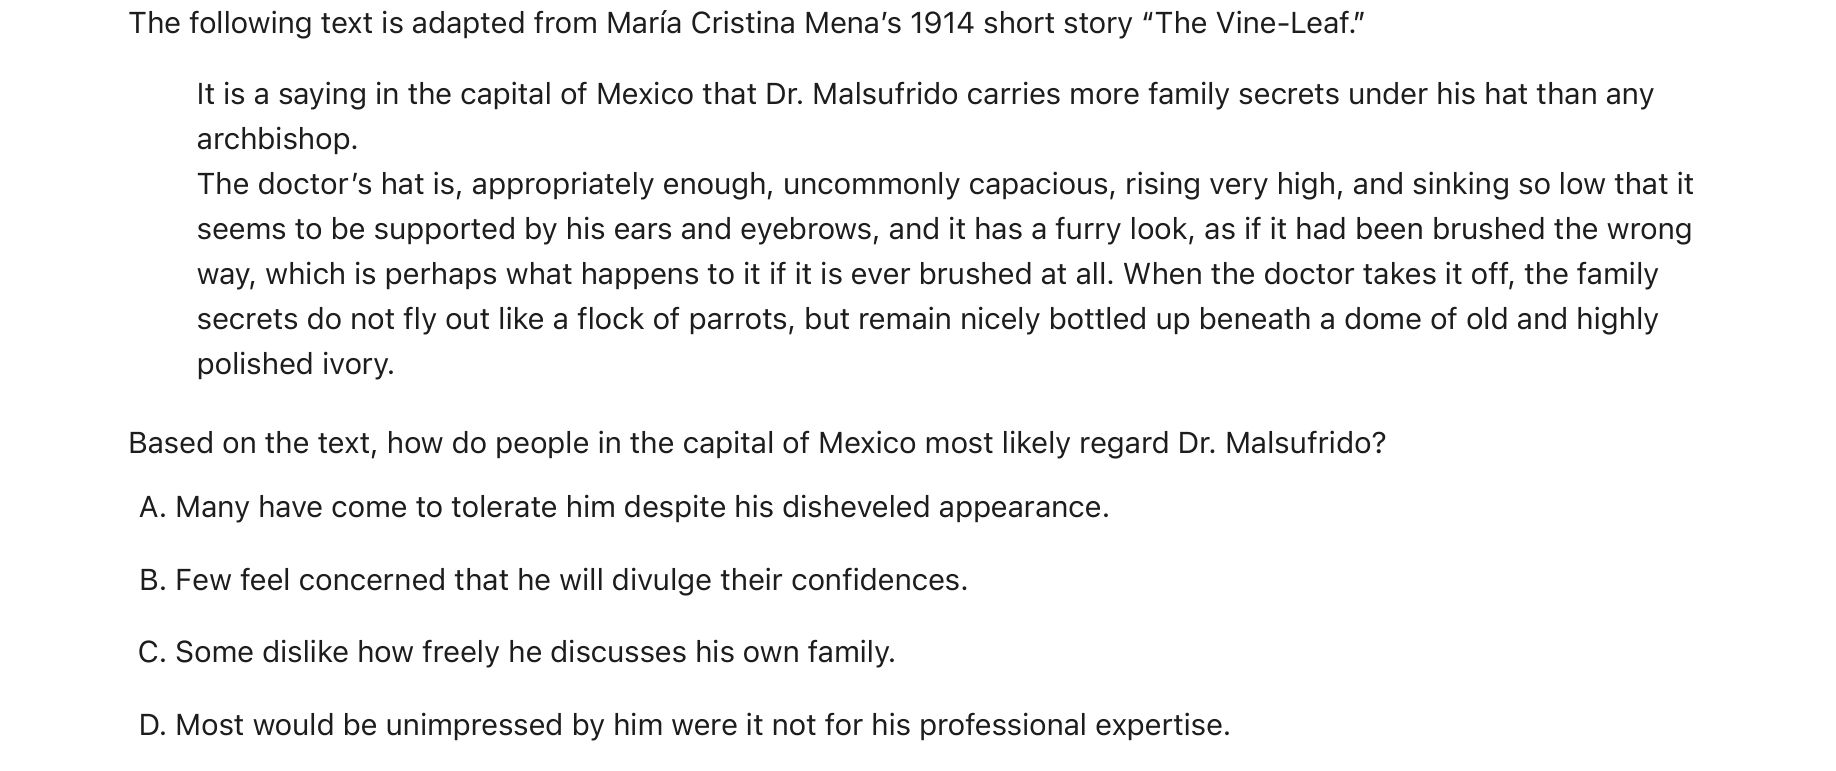 The following text is adapted from María Cristina Mena’s 1914 short story “The Vine-Leaf.”
It is a saying in the capital of Mexico that Dr. Malsufrido carries more family secrets under his hat than any
archbishop.
The doctor’s hat is, appropriately enough, uncommonly capacious, rising very high, and sinking so low that it
seems to be supported by his ears and eyebrows, and it has a furry look, as if it had been brushed the wrong
way, which is perhaps what happens to it if it is ever brushed at all. When the doctor takes it off, the family
secrets do not fly out like a flock of parrots, but remain nicely bottled up beneath a dome of old and highly
polished ivory.
Based on the text, how do people in the capital of Mexico most likely regard Dr. Malsufrido?
A. Many have come to tolerate him despite his disheveled appearance.
B. Few feel concerned that he will divulge their confidences.
C. Some dislike how freely he discusses his own family.
D. Most would be unimpressed by him were it not for his professional expertise.